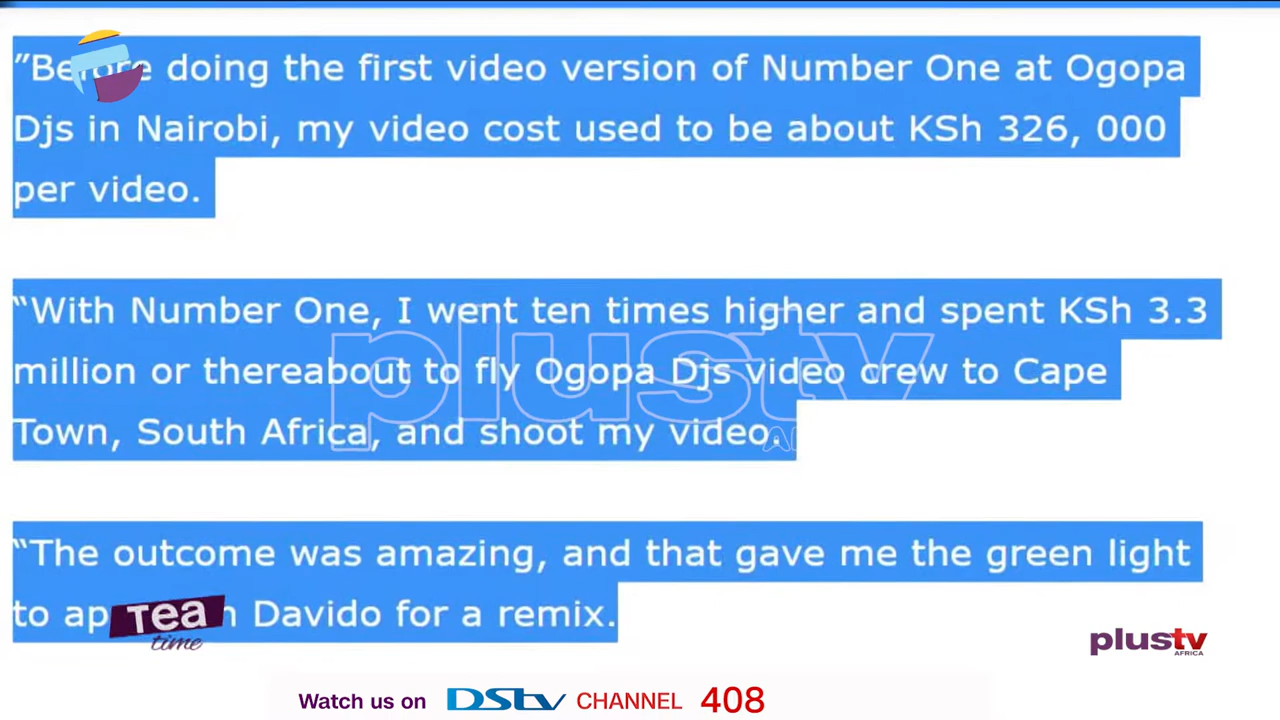 ”Before doing the first video version of Number One at Ogopa
Djs in Nairobi, my video cost used to be about KSh 326, 000
per video.
“With Number One, I went ten times higher and spent KSh 3.3
million or thereabout to fly Ogopa Djs video crew to Cape
Town, South Africa, and shoot my video.
“The outcome was amazing, and that gave me the green light
to Davido for a remix.
plustv
Tea
time
plustv
AFRICA
Watch us on DStv CHANNEL 408